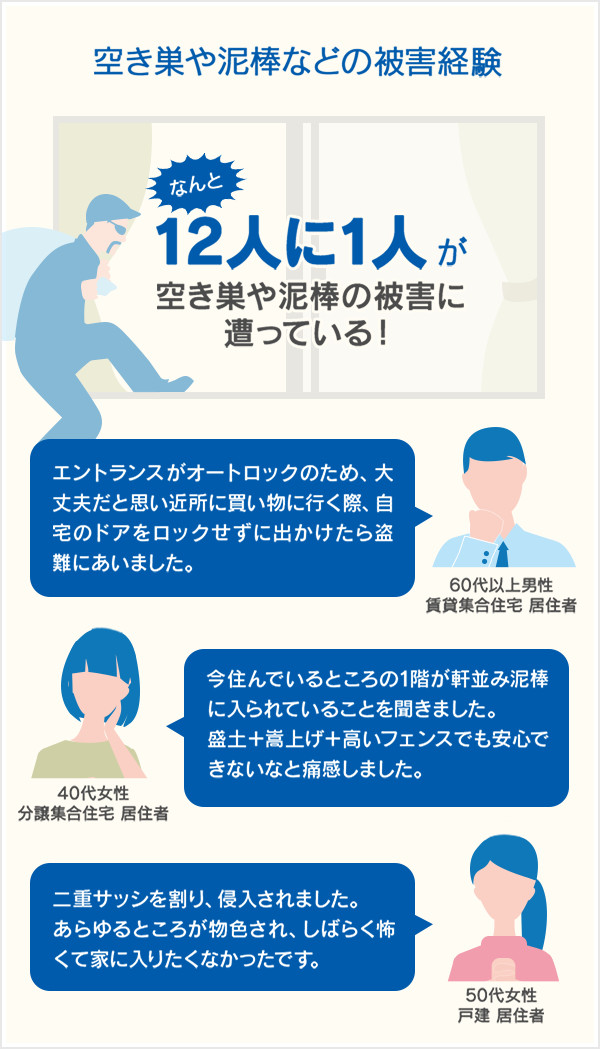 空き巣や泥棒などの被害経験
なんと
12人に1人が
空き巣や泥棒の被害に
遭っている!
エントランスがオートロックのため、大
丈夫だと思い近所に買い物に行く際、自
宅のドアをロックせずに出かけたら盗
難にあいました。
60代以上男性
賃貸集合住宅 居住者
今住んでいるところの1階が軒並み泥棒
に入られていることを聞きました。
盛土＋嵩上げ＋高いフェンスでも安心で
きないなと痛感しました。
40代女性
分譲集合住宅 居住者
二重サッシを割り、侵入されました。
あらゆるところが物色され、しばらく怖
くて家に入りたくなかったです。
50代女性
戸建 居住者